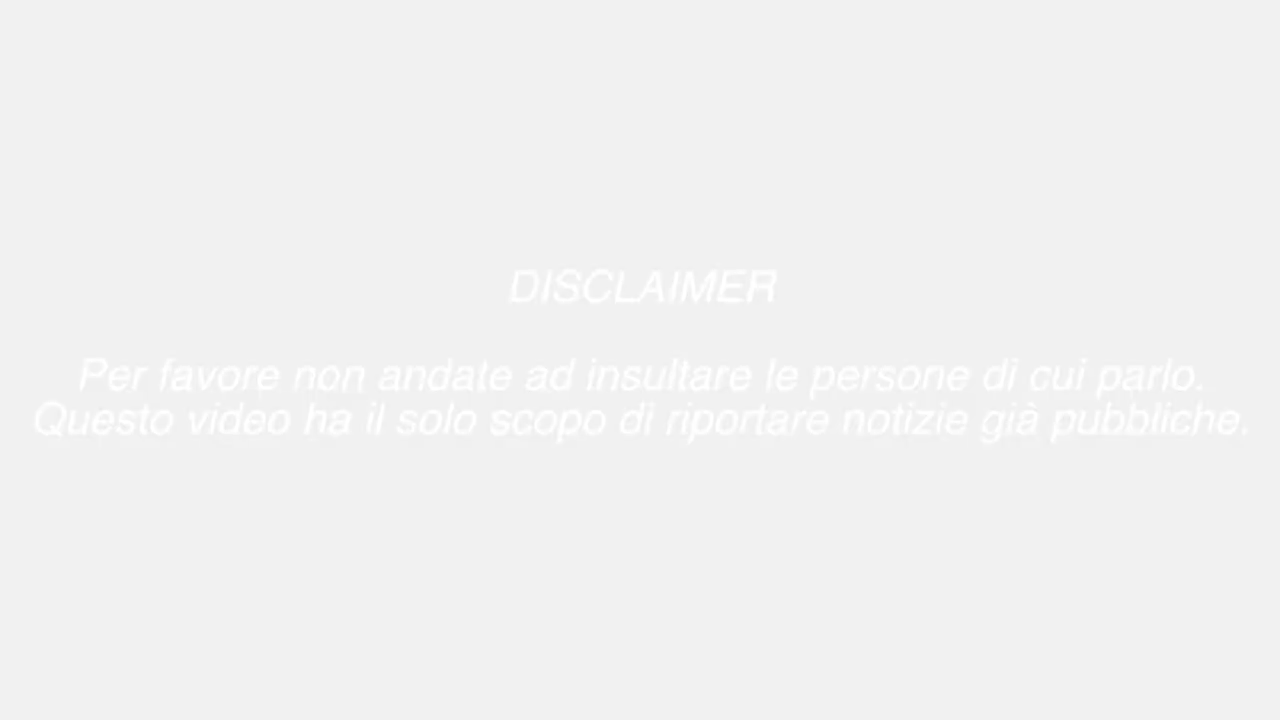 DISCLAIMER
Per favore non andate ad insultare le persone di cui parlo.
Questo video ha il solo scopo di riportare notizie già pubbliche.